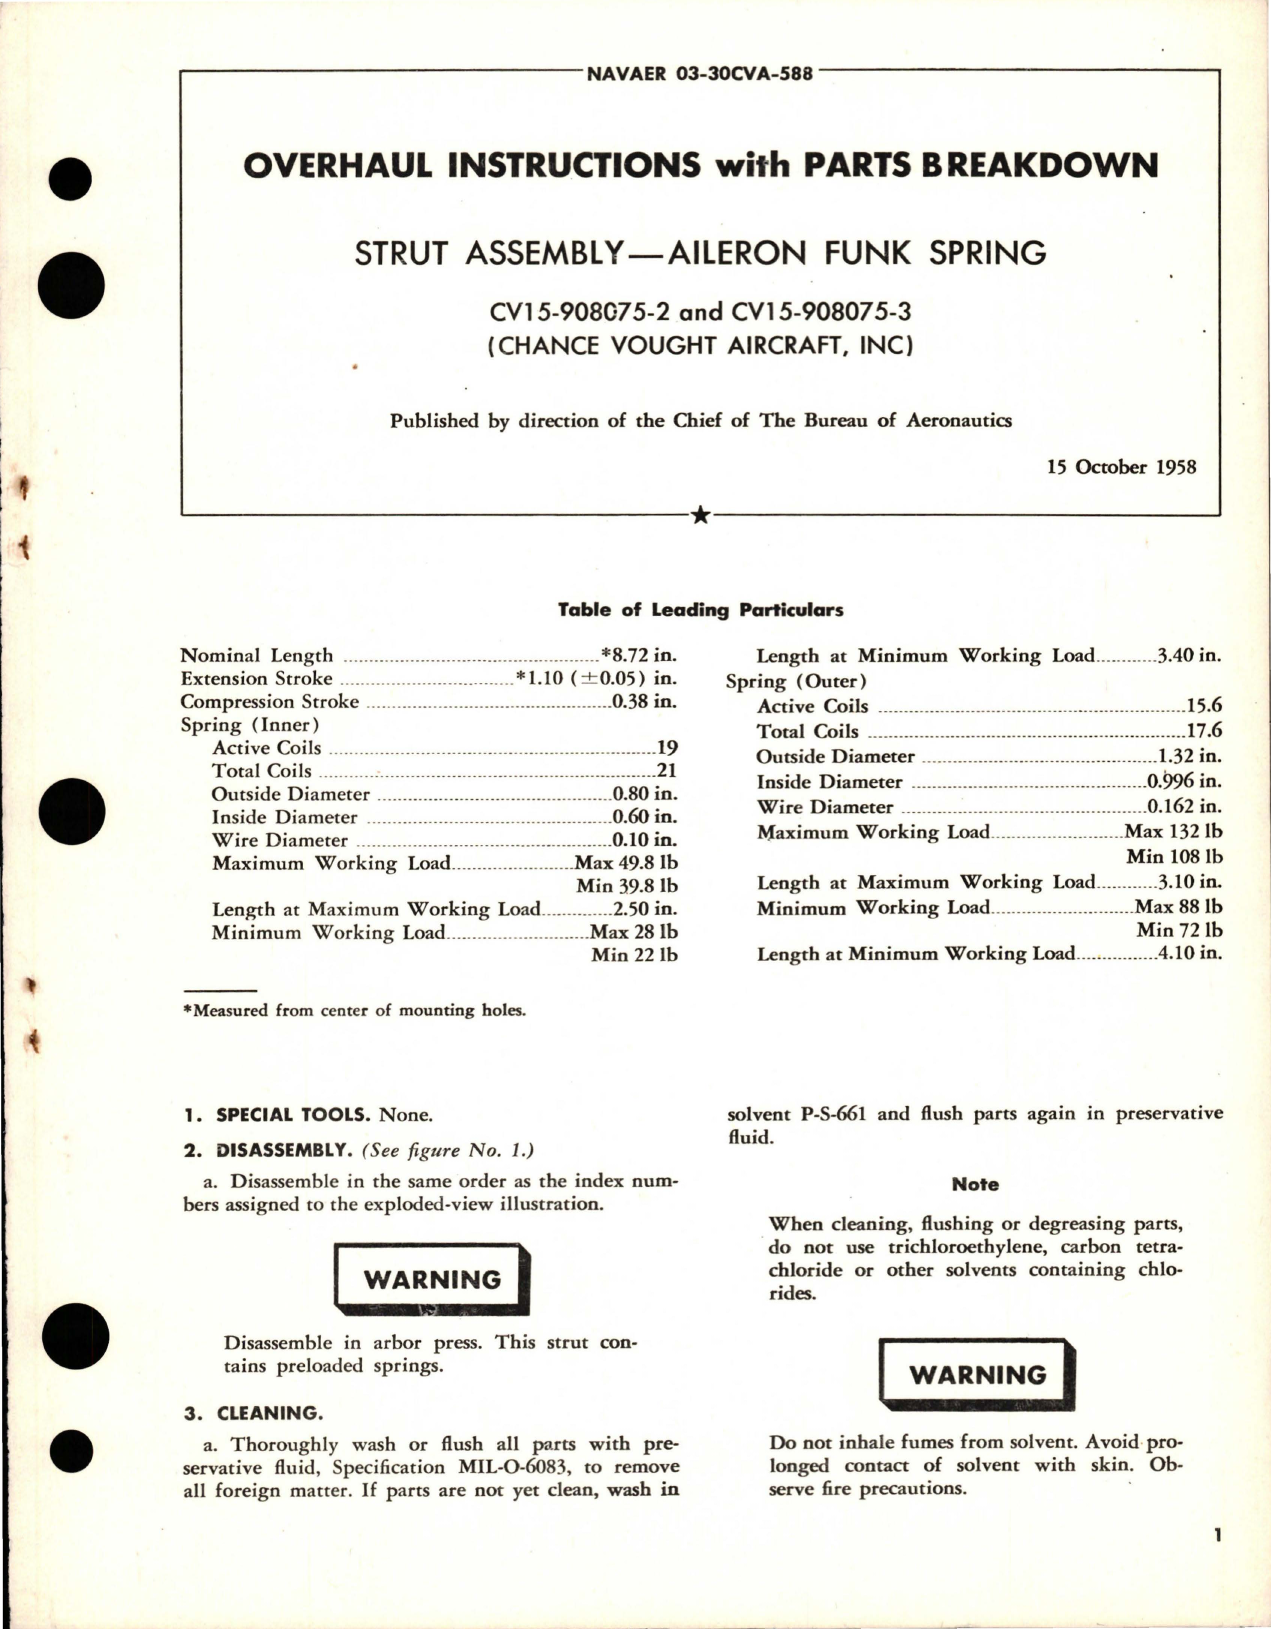 NAVAER 03-30CVA-588
OVERHAUL INSTRUCTIONS with PARTS BREAKDOWN
STRUT ASSEMBLY—AILERON FUNK SPRING
CV15-908075-2 and CV15-908075-3
(CHANCE VOUGHT AIRCRAFT, INC)
Published by direction of the Chief of The Bureau of Aeronautics
15 October 1958
Table of Leading Particulars
Nominal Length *8.72 in.
Extension Stroke *1.10 (±0.05) in.
Compression Stroke 0.38 in.
Spring (Inner)
Active Coils 19
Total Coils 21
Outside Diameter 0.80 in.
Inside Diameter 0.60 in.
Wire Diameter 0.10 in.
Maximum Working Load Max 49.8 lb
Min 39.8 lb
Length at Maximum Working Load 2.50 in.
Minimum Working Load Max 28 lb
Min 22 lb
Length at Minimum Working Load 3.40 in.
Spring (Outer)
Active Coils 15.6
Total Coils 17.6
Outside Diameter 1.32 in.
Inside Diameter 0.996 in.
Wire Diameter 0.162 in.
Maximum Working Load Max 132 lb
Min 108 lb
Length at Maximum Working Load 3.10 in.
Minimum Working Load Max 88 lb
Min 72 lb
Length at Minimum Working Load 4.10 in.
*Measured from center of mounting holes.
1. SPECIAL TOOLS. None.
2. DISASSEMBLY. (See figure No. 1.)
a. Disassemble in the same order as the index num-
bers assigned to the exploded-view illustration.
WARNING
Disassemble in arbor press. This strut con-
tains preloaded springs.
3. CLEANING.
a. Thoroughly wash or flush all parts with pre-
servative fluid, Specification MIL-O-6083, to remove
all foreign matter. If parts are not yet clean, wash in
solvent P-S-661 and flush parts again in preservative
fluid.
Note
When cleaning, flushing or degreasing parts,
do not use trichloroethylene, carbon tetra-
chloride or other solvents containing chlo-
rides.
WARNING
Do not inhale fumes from solvent. Avoid pro-
longed contact of solvent with skin. Ob-
serve fire precautions.
1